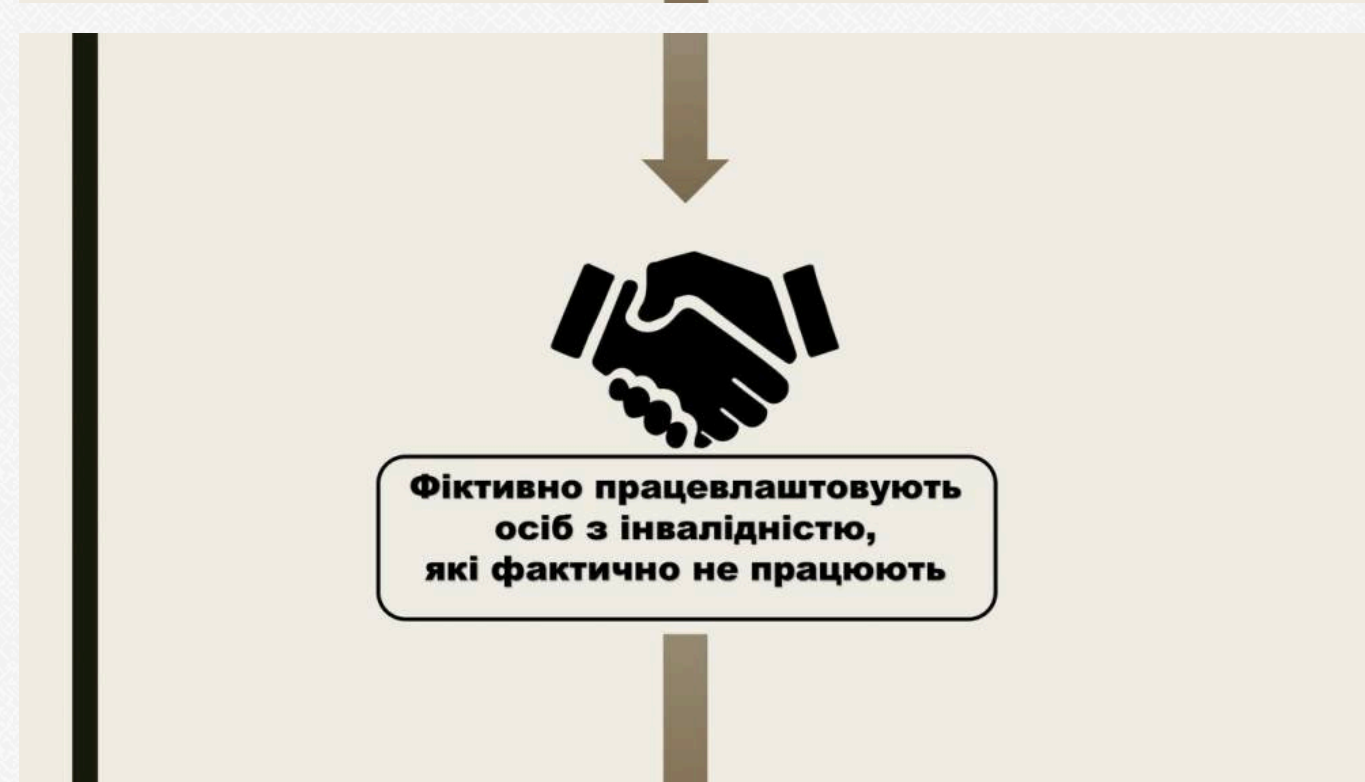 Фіктивно працевлаштовують
осіб з інвалідністю,
які фактично не працюють